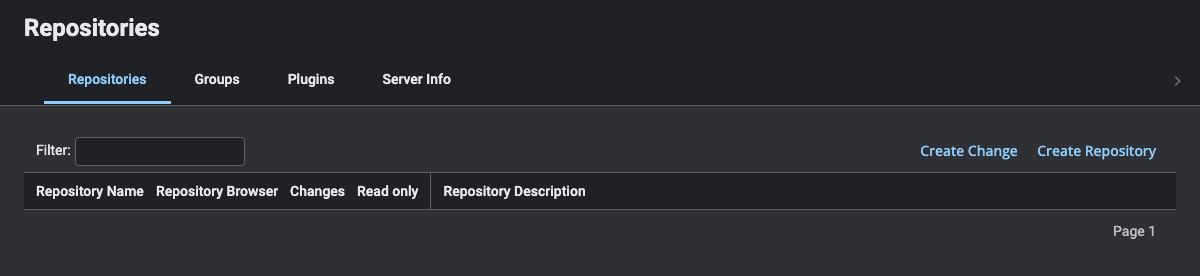 Repositories
Repositories Groups Plugins Server Info
Filter: Create Change Create Repository
Repository Name Repository Browser Changes Read only Repository Description
Page 1